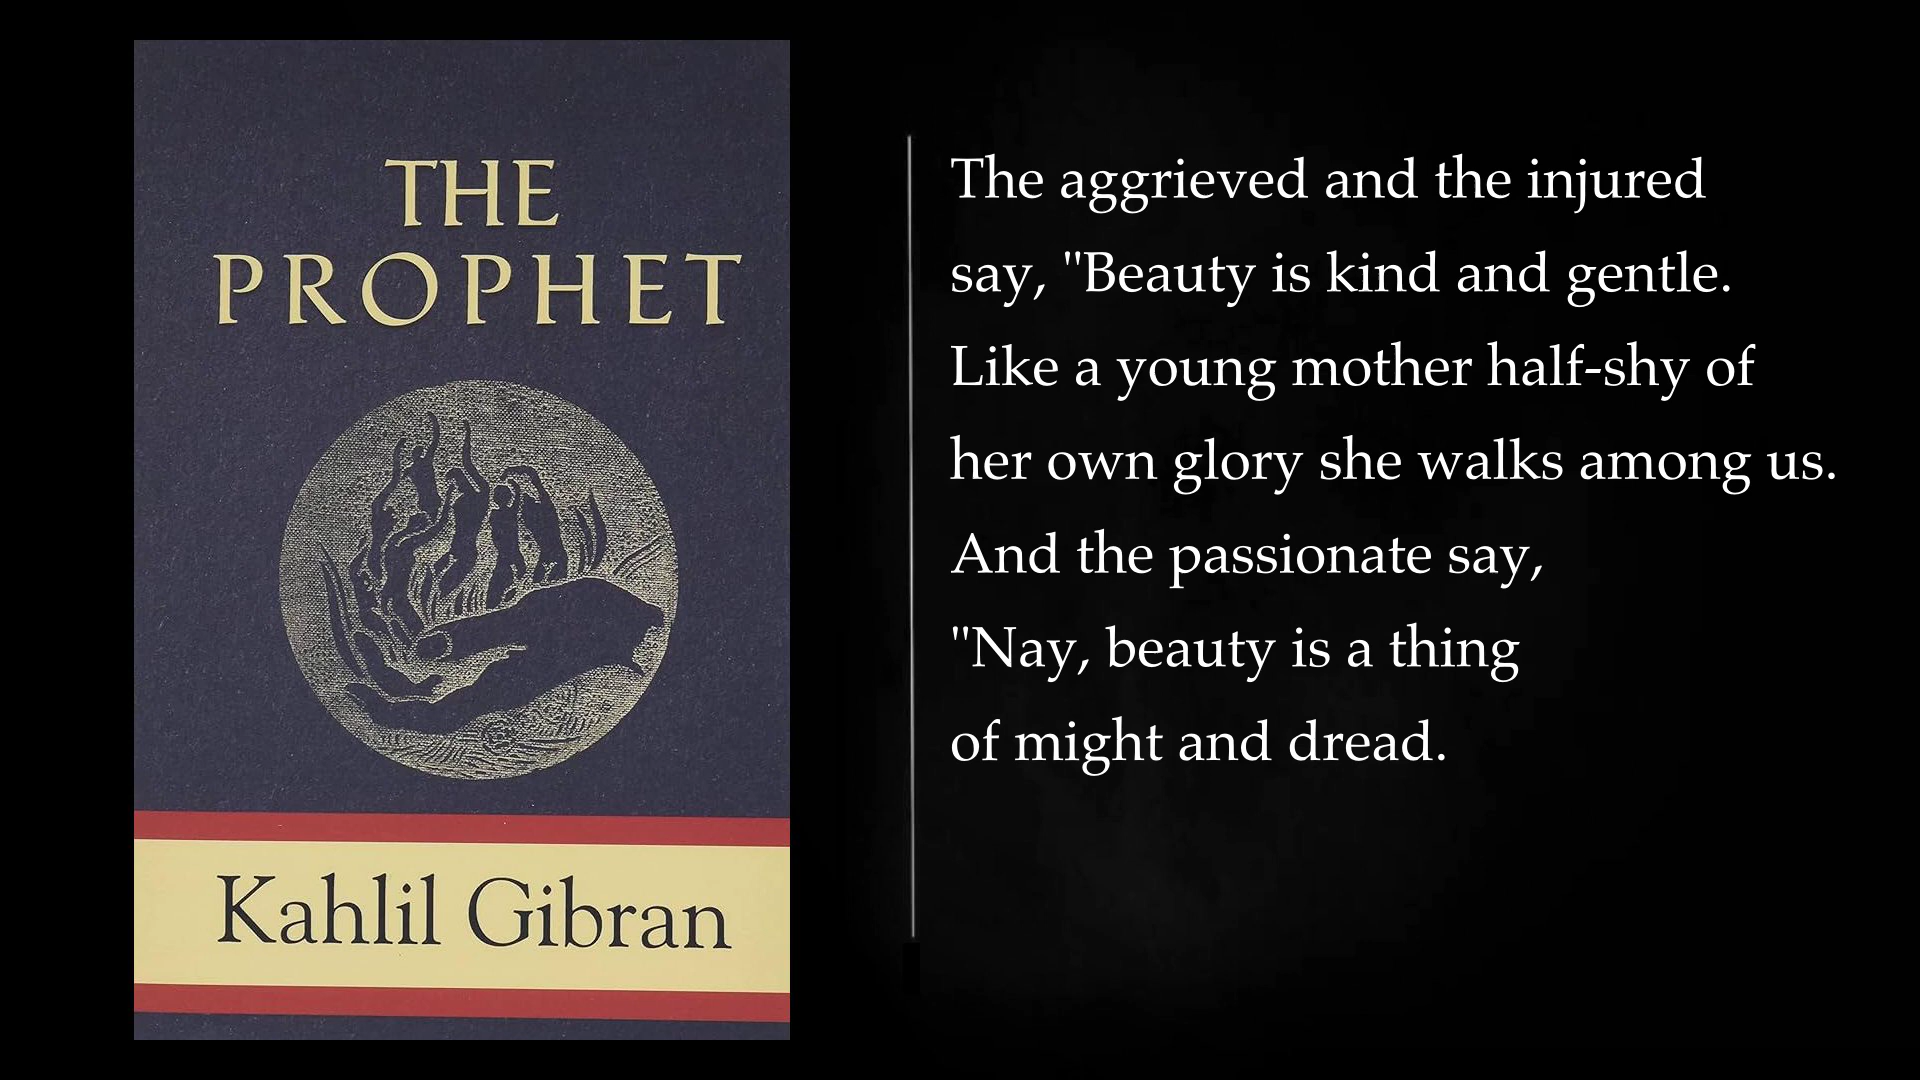 THE
PROPHET
Kahlil Gibran
The aggrieved and the injured
say, "Beauty is kind and gentle.
Like a young mother half-shy of
her own glory she walks among us.
And the passionate say,
"Nay, beauty is a thing
of might and dread.